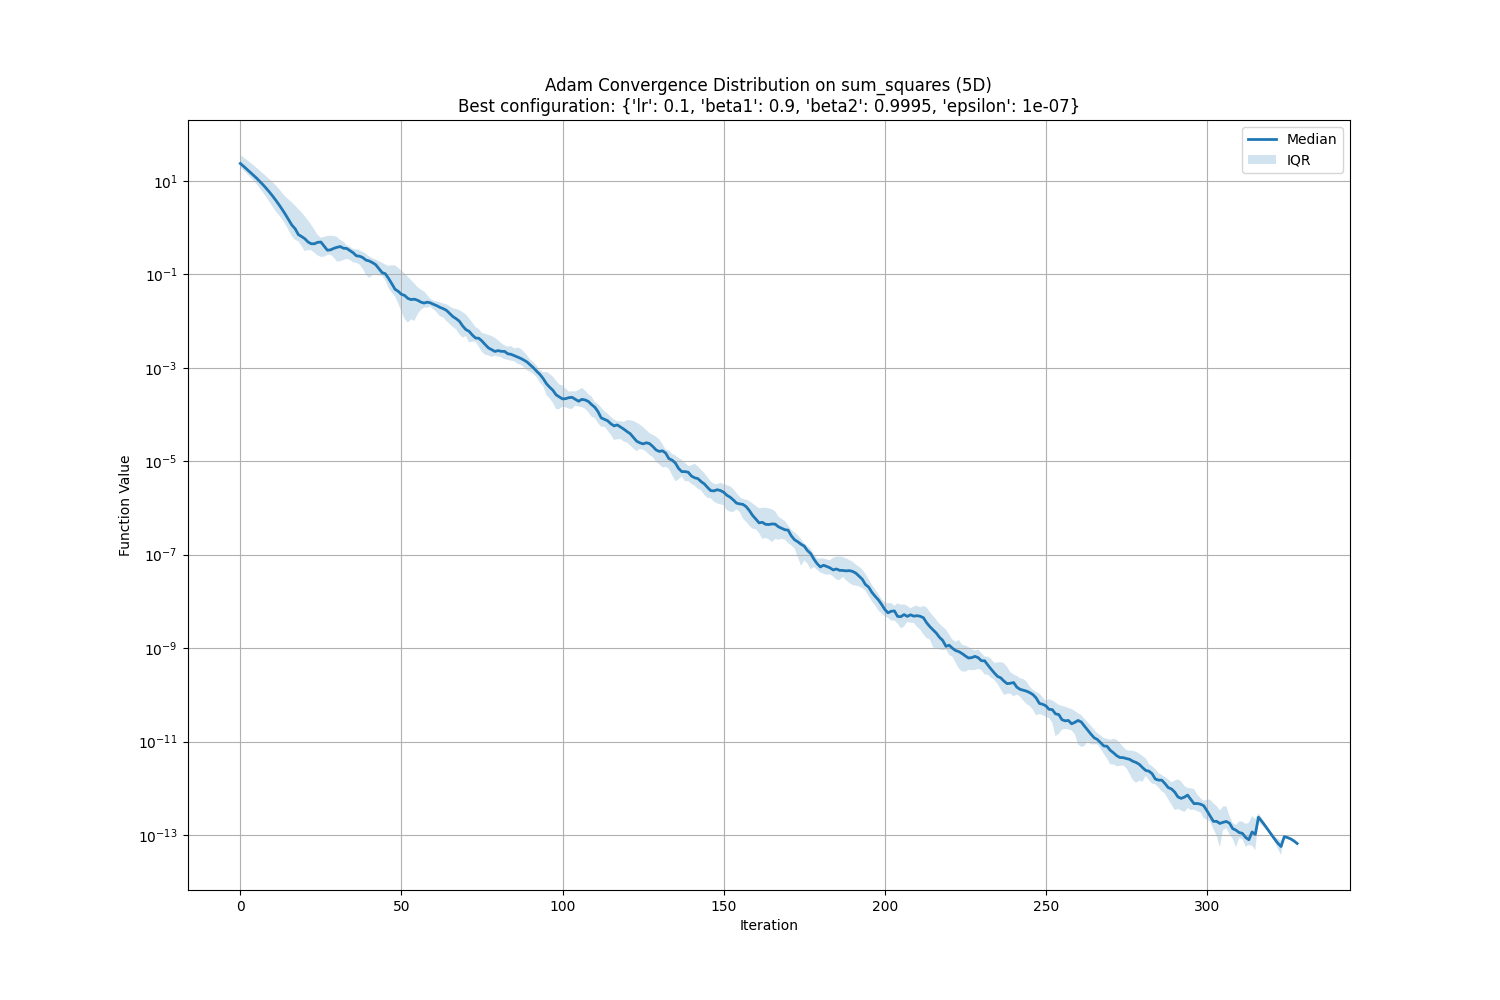 Adam Convergence Distribution on sum_squares (5D)
Best configuration: {'lr': 0.1, 'beta1': 0.9, 'beta2': 0.9995, 'epsilon': 1e-07}
Median
IQR
10¹
10⁻¹
10⁻³
10⁻⁵
10⁻⁷
10⁻⁹
10⁻¹¹
10⁻¹³
Function Value
0 50 100 150 200 250 300
Iteration